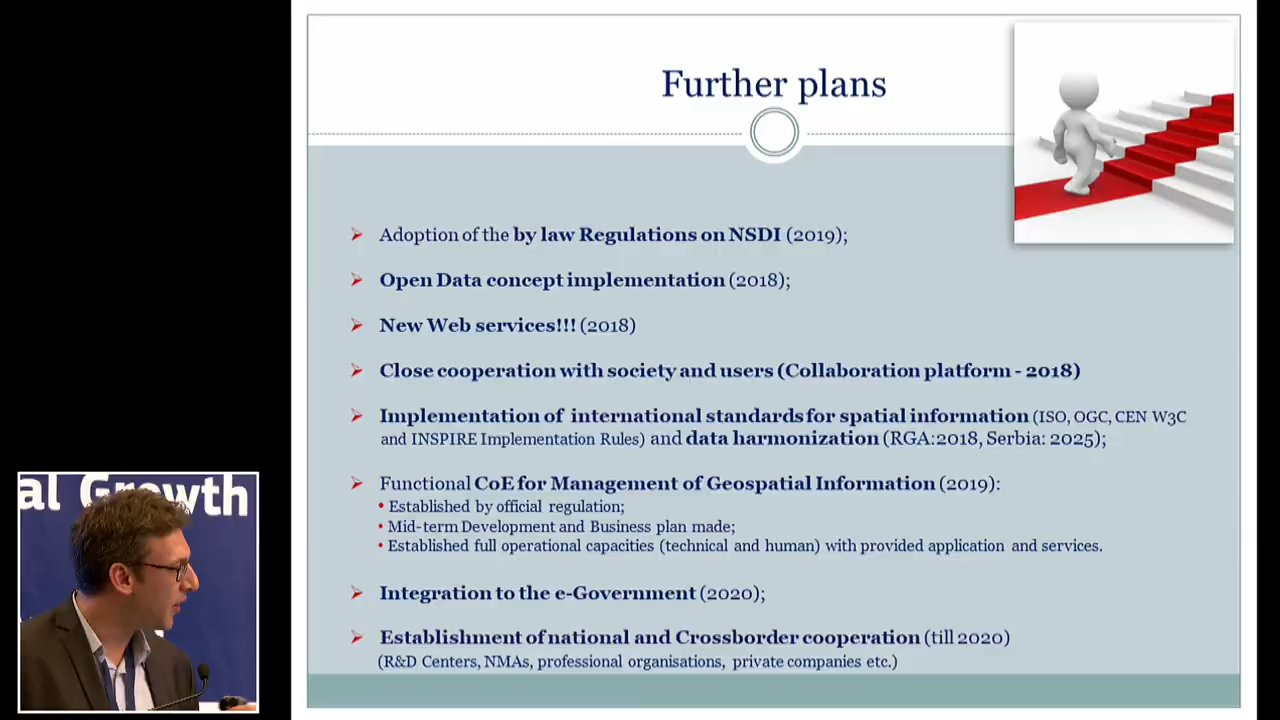 Further plans
Adoption of the by law Regulations on NSDI (2019);
Open Data concept implementation (2018);
New Web services!!! (2018)
Close cooperation with society and users (Collaboration platform - 2018)
Implementation of international standards for spatial information (ISO, OGC, CEN W3C
and INSPIRE Implementation Rules) and data harmonization (RGA:2018, Serbia: 2025);
Functional CoE for Management of Geospatial Information (2019):
• Established by official regulation;
• Mid-term Development and Business plan made;
• Established full operational capacities (technical and human) with provided application and services.
Integration to the e-Government (2020);
Establishment of national and Crossborder cooperation (till 2020)
(R&D Centers, NMAs, professional organisations, private companies etc.)
al Growth